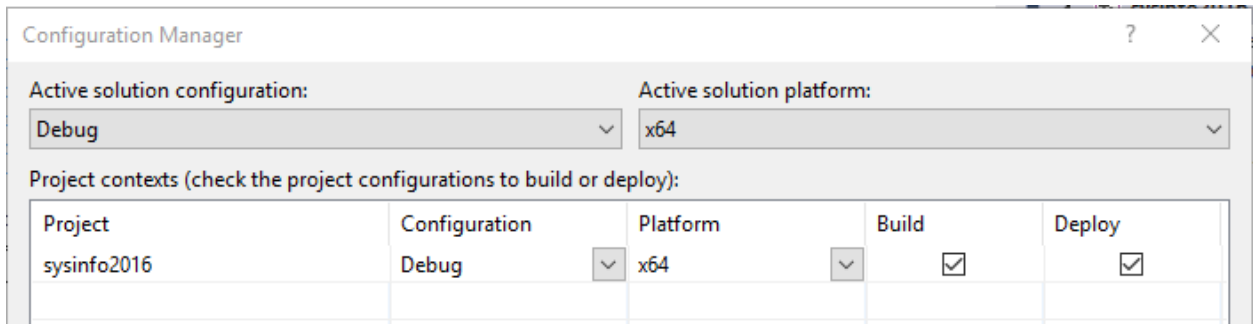 Configuration Manager
Active solution configuration: Active solution platform:
Debug x64
Project contexts (check the project configurations to build or deploy):
Project Configuration Platform Build Deploy
sysinfo2016 Debug x64